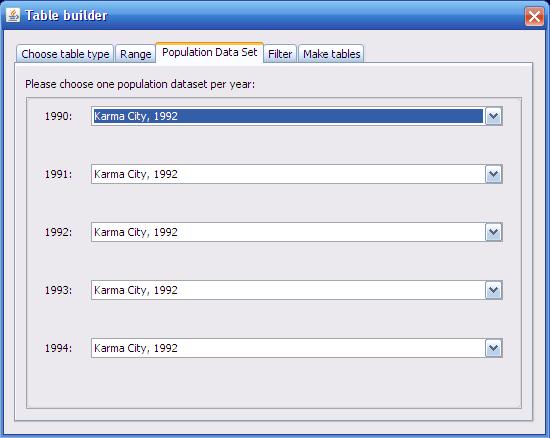 Table builder
Choose table type Range Population Data Set Filter Make tables
Please choose one population dataset per year:
1990: Karma City, 1992
1991: Karma City, 1992
1992: Karma City, 1992
1993: Karma City, 1992
1994: Karma City, 1992